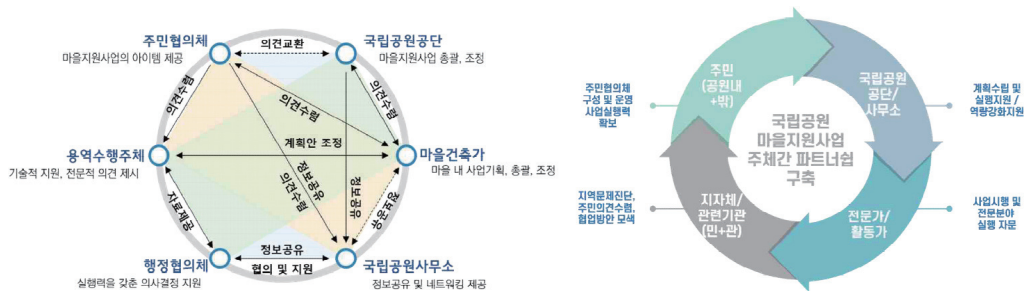 주민협의체
마을지원사업의 아이템 제공
의견교환
국립공원공단
마을지원사업 총괄, 조정
의견수렴
의견수렴
의견수렴
계획안 조정
용역수행주체
기술적 지원, 전문적 의견 제시
마을건축가
마을 내 사업기획, 총괄, 조정
정보공유
의견수렴
정보공유
정보공유
자료제공
행정협의체
실행력을 갖춘 의사결정 지원
정보공유
협의 및 지원
국립공원사무소
정보공유 및 네트워킹 제공
주민
(공원내
+밖)
국립공원
공단/
사무소
주민협의체
구성 및 운영
사업실행력
확보
계획수립 및
실행지원 /
역량강화지원
국립공원
마을지원사업
주체간 파트너쉽
구축
지역문제진단,
주민의견수렴,
협업방안 모색
지자체/
관련기관
(민+관)
전문가/
활동가
사업시행 및
전문분야
실행 자문